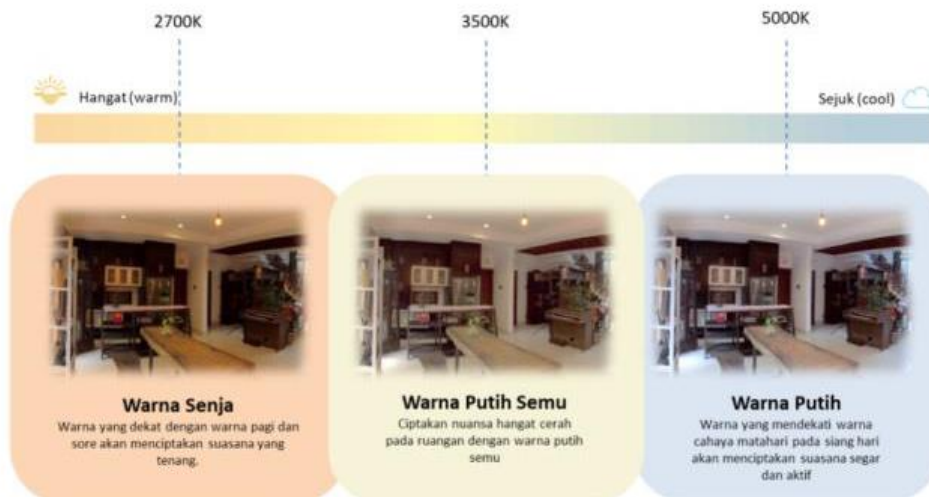 2700K
3500K
5000K
Hangat (warm)
Sejuk (cool)
Warna Senja
Warna yang dekat dengan warna pagi dan
sore akan menciptakan suasana yang
tenang.
Warna Putih Semu
Ciptakan nuansa hangat cerah
pada ruangan dengan warna putih
semu
Warna Putih
Warna yang mendekati warna
cahaya matahari pada siang hari
akan menciptakan suasana segar
dan aktif